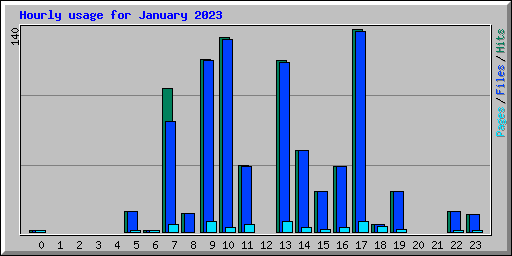 Hourly usage for January 2023
140
Pages/Files/Hits
0 1 2 3 4 5 6 7 8 9 10 11 12 13 14 15 16 17 18 19 20 21 22 23